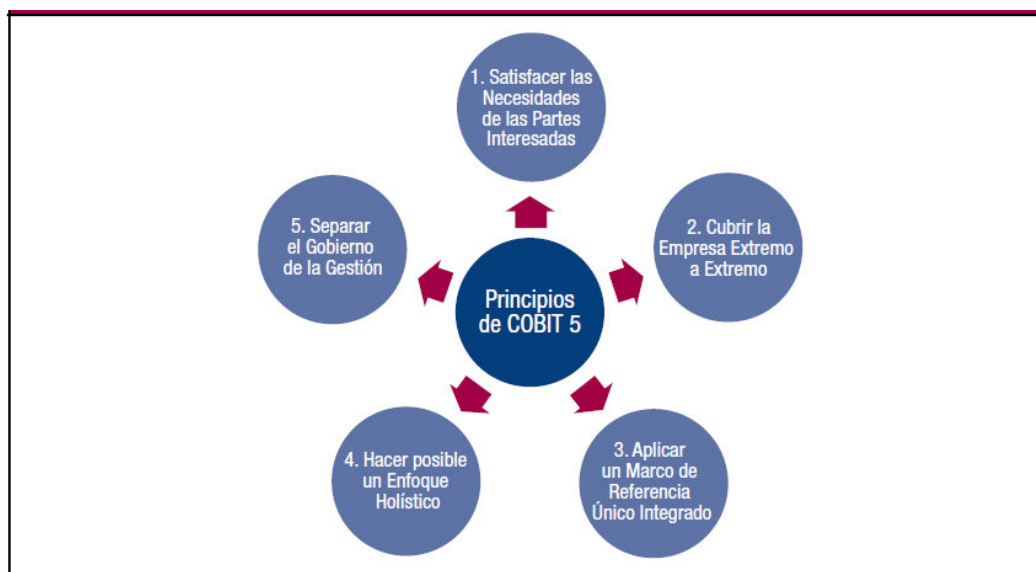 1. Satisfacer las
Necesidades
de las Partes
Interesadas
5. Separar
el Gobierno
de la Gestión
2. Cubrir la
Empresa Extremo
a Extremo
Principios
de COBIT 5
4. Hacer posible
un Enfoque
Holístico
3. Aplicar
un Marco de
Referencia
Único Integrado